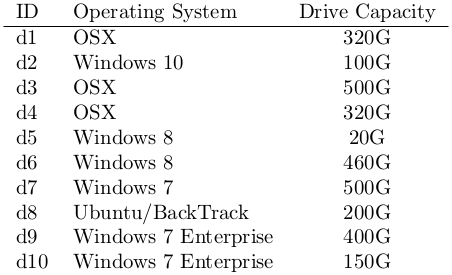 ID Operating System Drive Capacity
d1 OSX 320G
d2 Windows 10 100G
d3 OSX 500G
d4 OSX 320G
d5 Windows 8 20G
d6 Windows 8 460G
d7 Windows 7 500G
d8 Ubuntu/BackTrack 200G
d9 Windows 7 Enterprise 400G
d10 Windows 7 Enterprise 150G